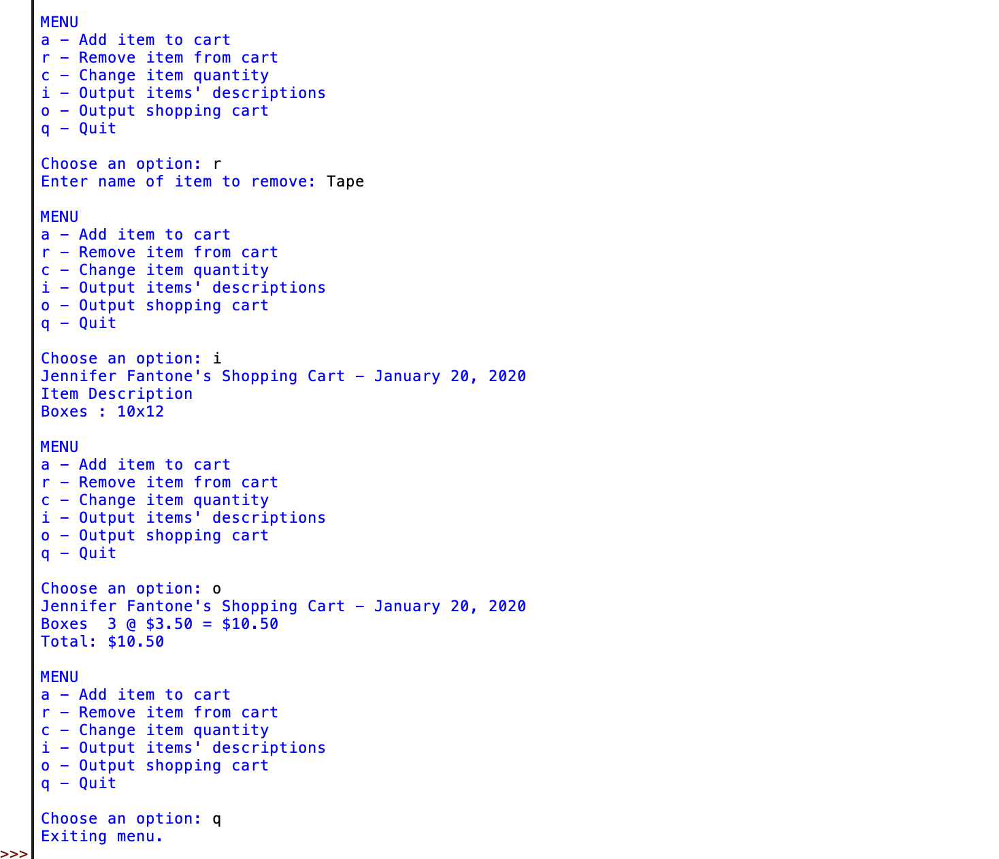 MENU
a – Add item to cart
r – Remove item from cart
c – Change item quantity
i – Output items' descriptions
o – Output shopping cart
q – Quit

Choose an option: r
Enter name of item to remove: Tape

MENU
a – Add item to cart
r – Remove item from cart
c – Change item quantity
i – Output items' descriptions
o – Output shopping cart
q – Quit

Choose an option: i
Jennifer Fantone's Shopping Cart – January 20, 2020
Item Description
Boxes : 10x12

MENU
a – Add item to cart
r – Remove item from cart
c – Change item quantity
i – Output items' descriptions
o – Output shopping cart
q – Quit

Choose an option: o
Jennifer Fantone's Shopping Cart – January 20, 2020
Boxes  3 @ $3.50 = $10.50
Total: $10.50

MENU
a – Add item to cart
r – Remove item from cart
c – Change item quantity
i – Output items' descriptions
o – Output shopping cart
q – Quit

Choose an option: q
Exiting menu.
>>>